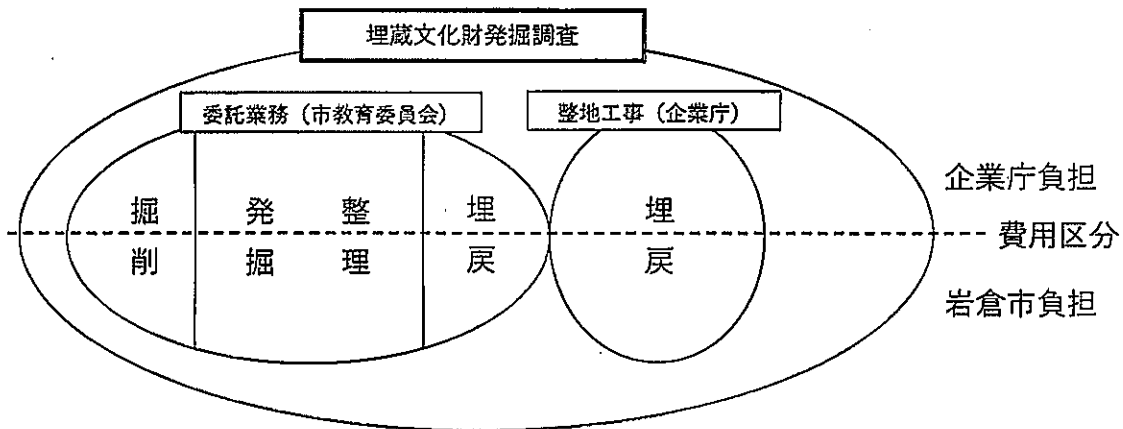 埋蔵文化財発掘調査
委託業務（市教育委員会）
整地工事（企業庁）
掘削
発掘
整理
埋戻
埋戻
企業庁負担
費用区分
岩倉市負担